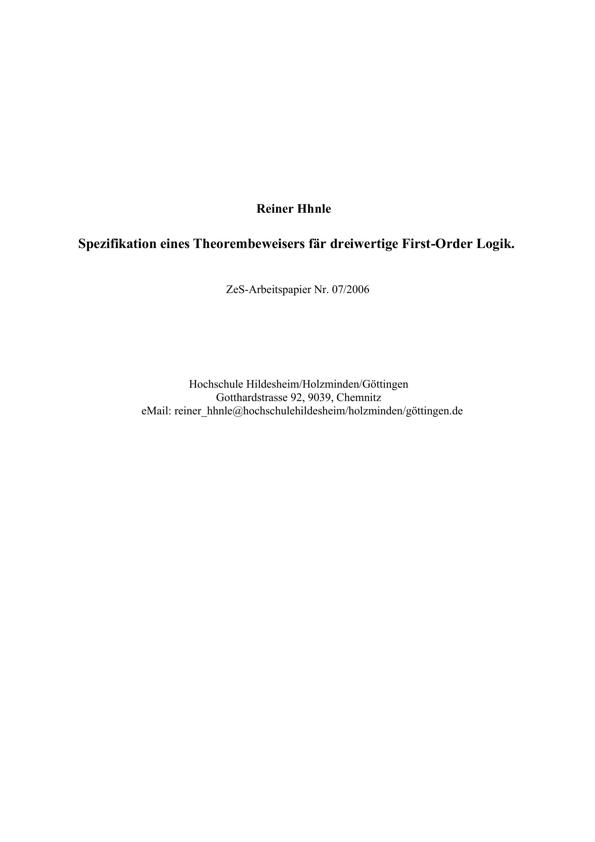 Reiner Hhnle
Spezifikation eines Theorembeweisers fär dreiwertige First-Order Logik.
ZeS-Arbeitspapier Nr. 07/2006
Hochschule Hildesheim/Holzminden/Göttingen
Gotthardstrasse 92, 9039, Chemnitz
eMail: reiner_hhnle@hochschulehildesheim/holzminden/göttingen.de